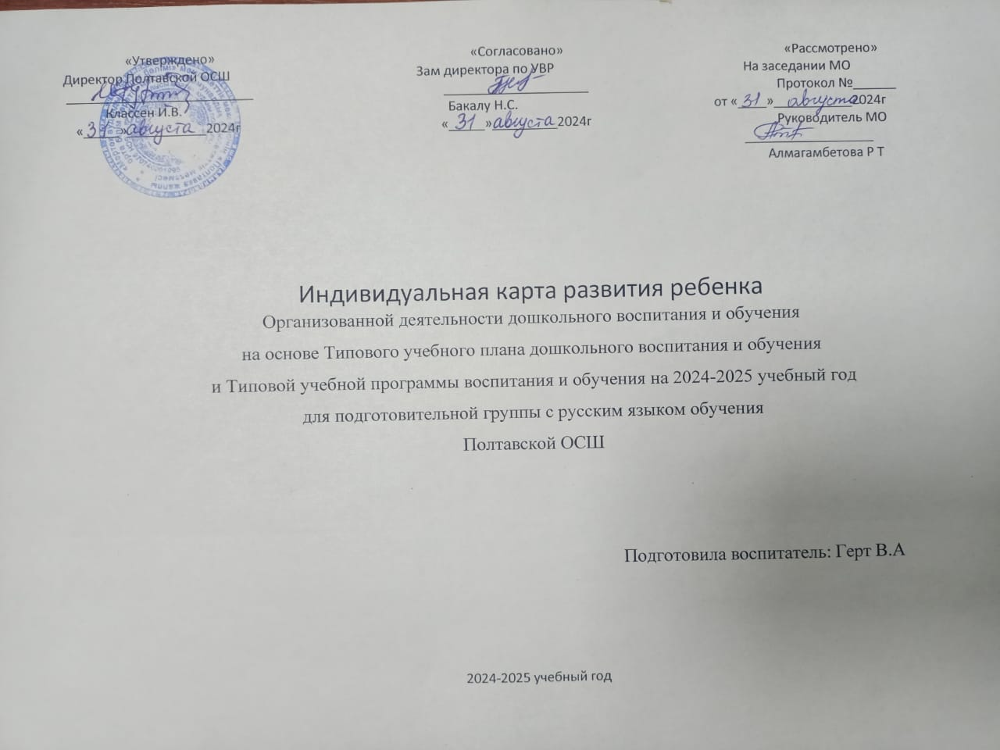 «Утверждено»
Директор Полтавской ОСШ
Классен И.В.
«31»августа 2024г
«Согласовано»
Зам директора по УВР
Бакалу Н.С.
«31»августа 2024г
«Рассмотрено»
На заседании МО
Протокол №______
от «31» августа 2024г
Руководитель МО
Алмагамбетова Р Т
Индивидуальная карта развития ребенка
Организованной деятельности дошкольного воспитания и обучения
на основе Типового учебного плана дошкольного воспитания и обучения
и Типовой учебной программы воспитания и обучения на 2024-2025 учебный год
для подготовительной группы с русским языком обучения
Полтавской ОСШ
Подготовила воспитатель: Герт В.А
2024-2025 учебный год